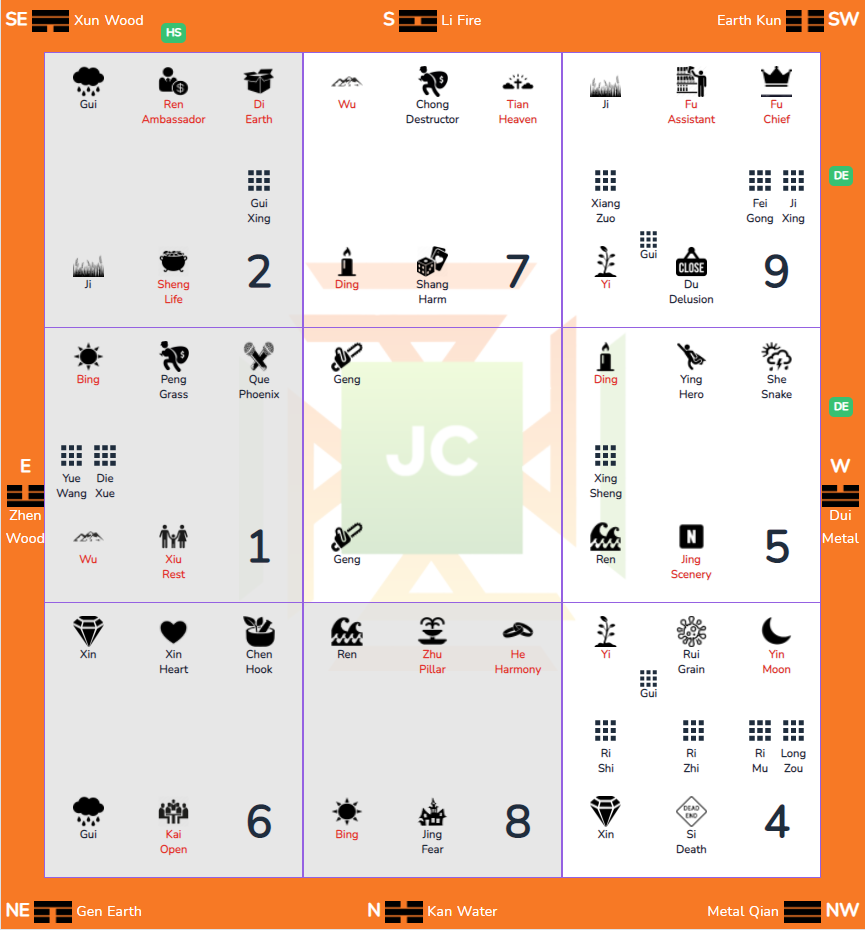 SE Xun Wood
S Li Fire
Earth Kun SW
HS
Gui
Ren
Ambassador
Di
Earth
Gui
Xing
Ji
Sheng
Life
2
Wu
Chong
Destructor
Tian
Heaven
Ding
Shang
Harm
7
Ji
Fu
Assistant
Fu
Chief
Xiang
Zuo
Fei
Gong
Ji
Xing
Gui
Yi
CLOSE
Du
Delusion
9
DE
Bing
Peng
Grass
Que
Phoenix
Yue
Wang
Die
Xue
Wu
Xiu
Rest
1
E
Zhen
Wood
Geng
JC
Geng
Ding
Ying
Hero
She
Snake
Xing
Sheng
Ren
N
Jing
Scenery
5
DE
W
Dui
Metal
Xin
Xin
Heart
Chen
Hook
Gui
Kai
Open
6
Ren
Zhu
Pillar
He
Harmony
Bing
Jing
Fear
8
Yi
Rui
Grain
Yin
Moon
Gui
Ri
Shi
Ri
Zhi
Ri
Mu
Long
Zou
Xin
DEAD
END
Si
Death
4
NE Gen Earth
N Kan Water
Metal Qian NW